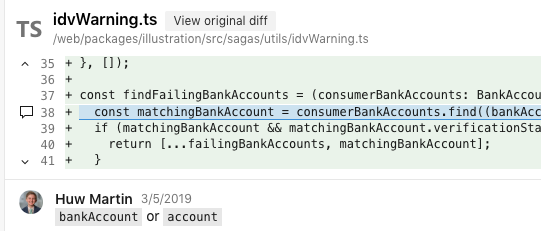 TS
idvWarning.ts View original diff
/web/packages/illustration/src/sagas/utils/idvWarning.ts
35 + }, []);
36 +
37 + const findFailingBankAccounts = (consumerBankAccounts: BankAccou
38 + const matchingBankAccount = consumerBankAccounts.find((bankAcc
39 + if (matchingBankAccount && matchingBankAccount.verificationSta
40 + return [...failingBankAccounts, matchingBankAccount];
41 + }
Huw Martin 3/5/2019
bankAccount or account